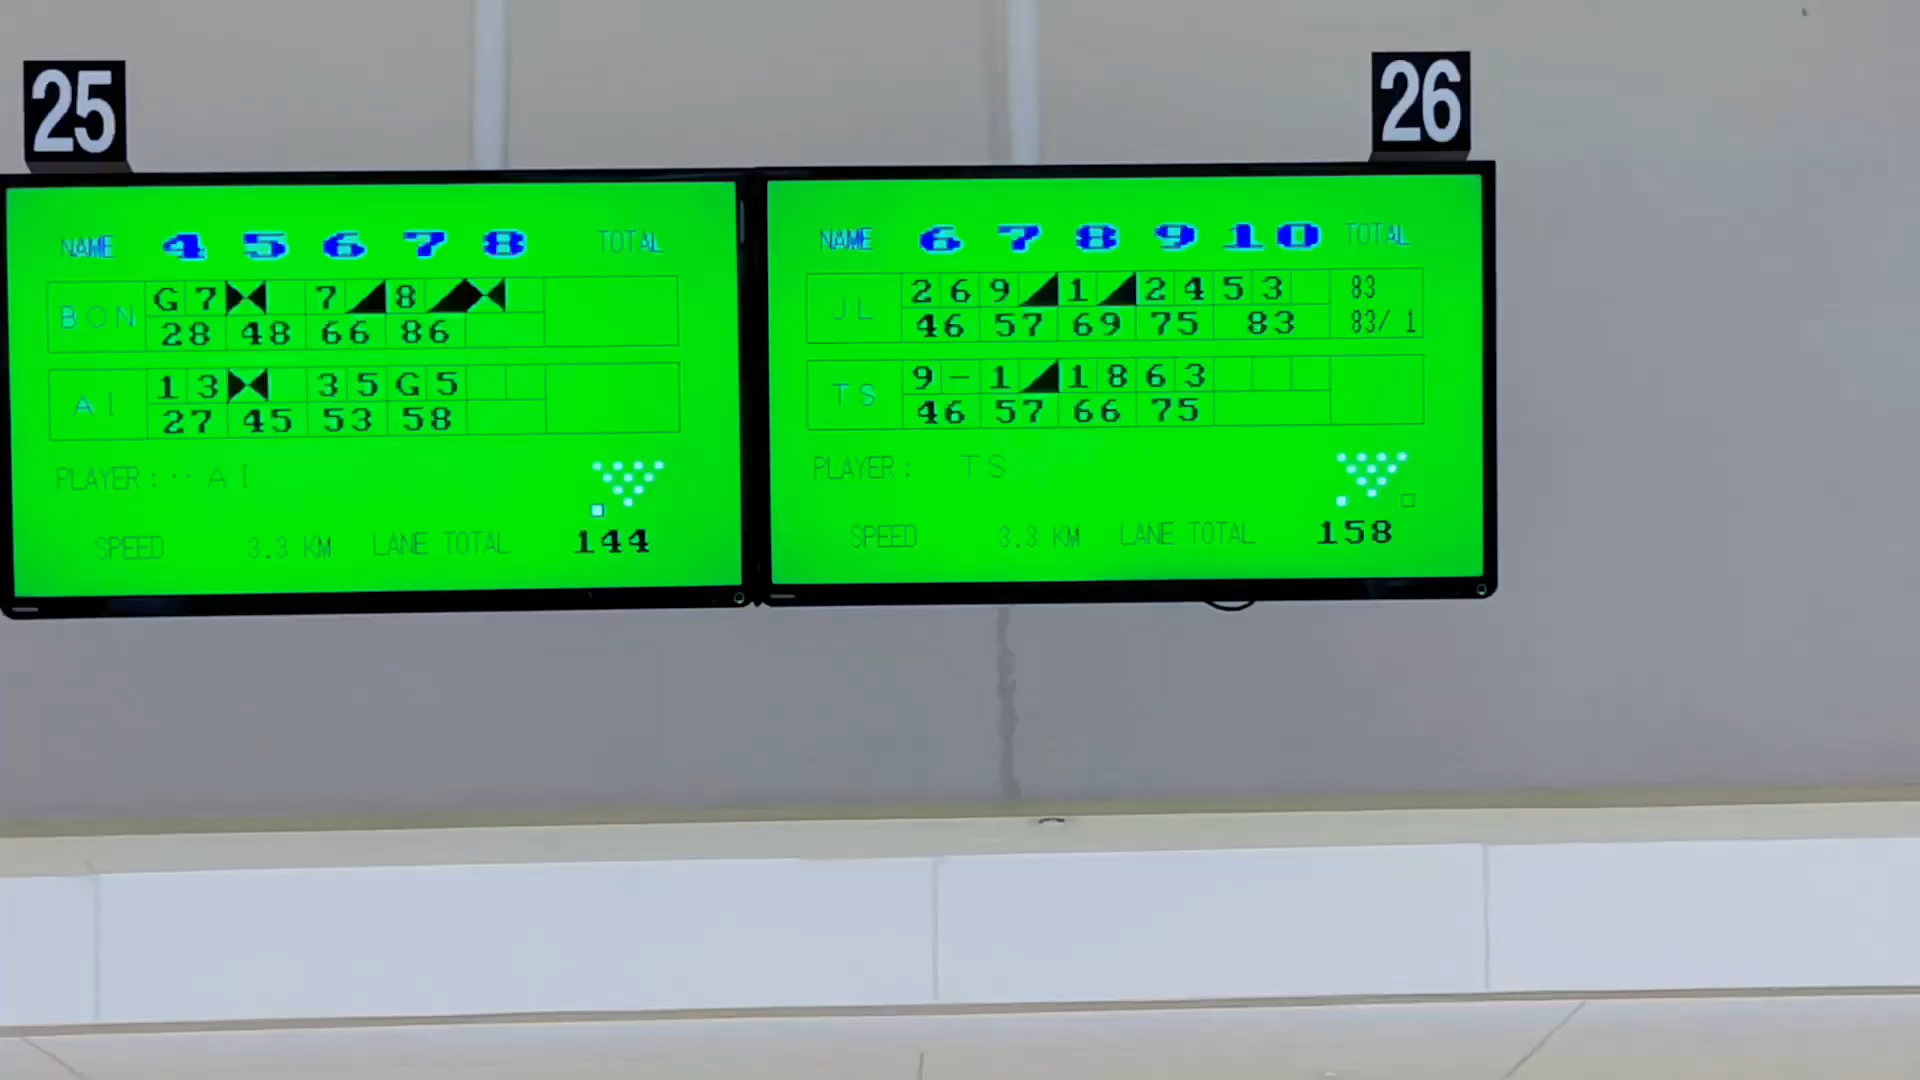 25
26
NAME 4 5 6 7 8 TOTAL
BON G 7 7 8
28 48 66 86
AI 1 3 3 5 G 5
27 45 53 58
PLAYER: ·· AI
SPEED 3.3 KM LANE TOTAL 144
NAME 6 7 8 9 10 TOTAL
JL 2 6 9 1 2 4 5 3 83
46 57 69 75 83 83/ 1
TS 9 - 1 1 8 6 3
46 57 66 75
PLAYER: TS
SPEED 3.3 KM LANE TOTAL 158